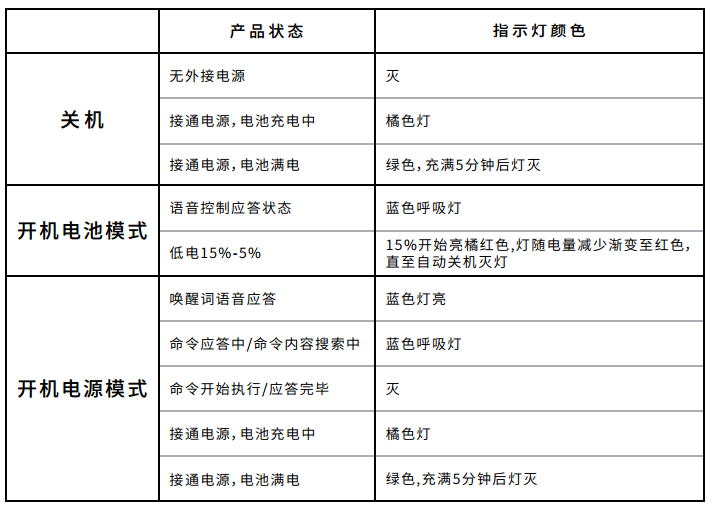 产品状态 指示灯颜色
关机
无外接电源 灭
接通电源，电池充电中 橘色灯
接通电源，电池满电 绿色，充满5分钟后灯灭
开机电池模式
语音控制应答状态 蓝色呼吸灯
低电15%-5% 15%开始亮橘红色,灯随电量减少渐变至红色，
直至自动关机灭灯
开机电源模式
唤醒词语音应答 蓝色灯亮
命令应答中/命令内容搜索中 蓝色呼吸灯
命令开始执行/应答完毕 灭
接通电源，电池充电中 橘色灯
接通电源，电池满电 绿色,充满5分钟后灯灭